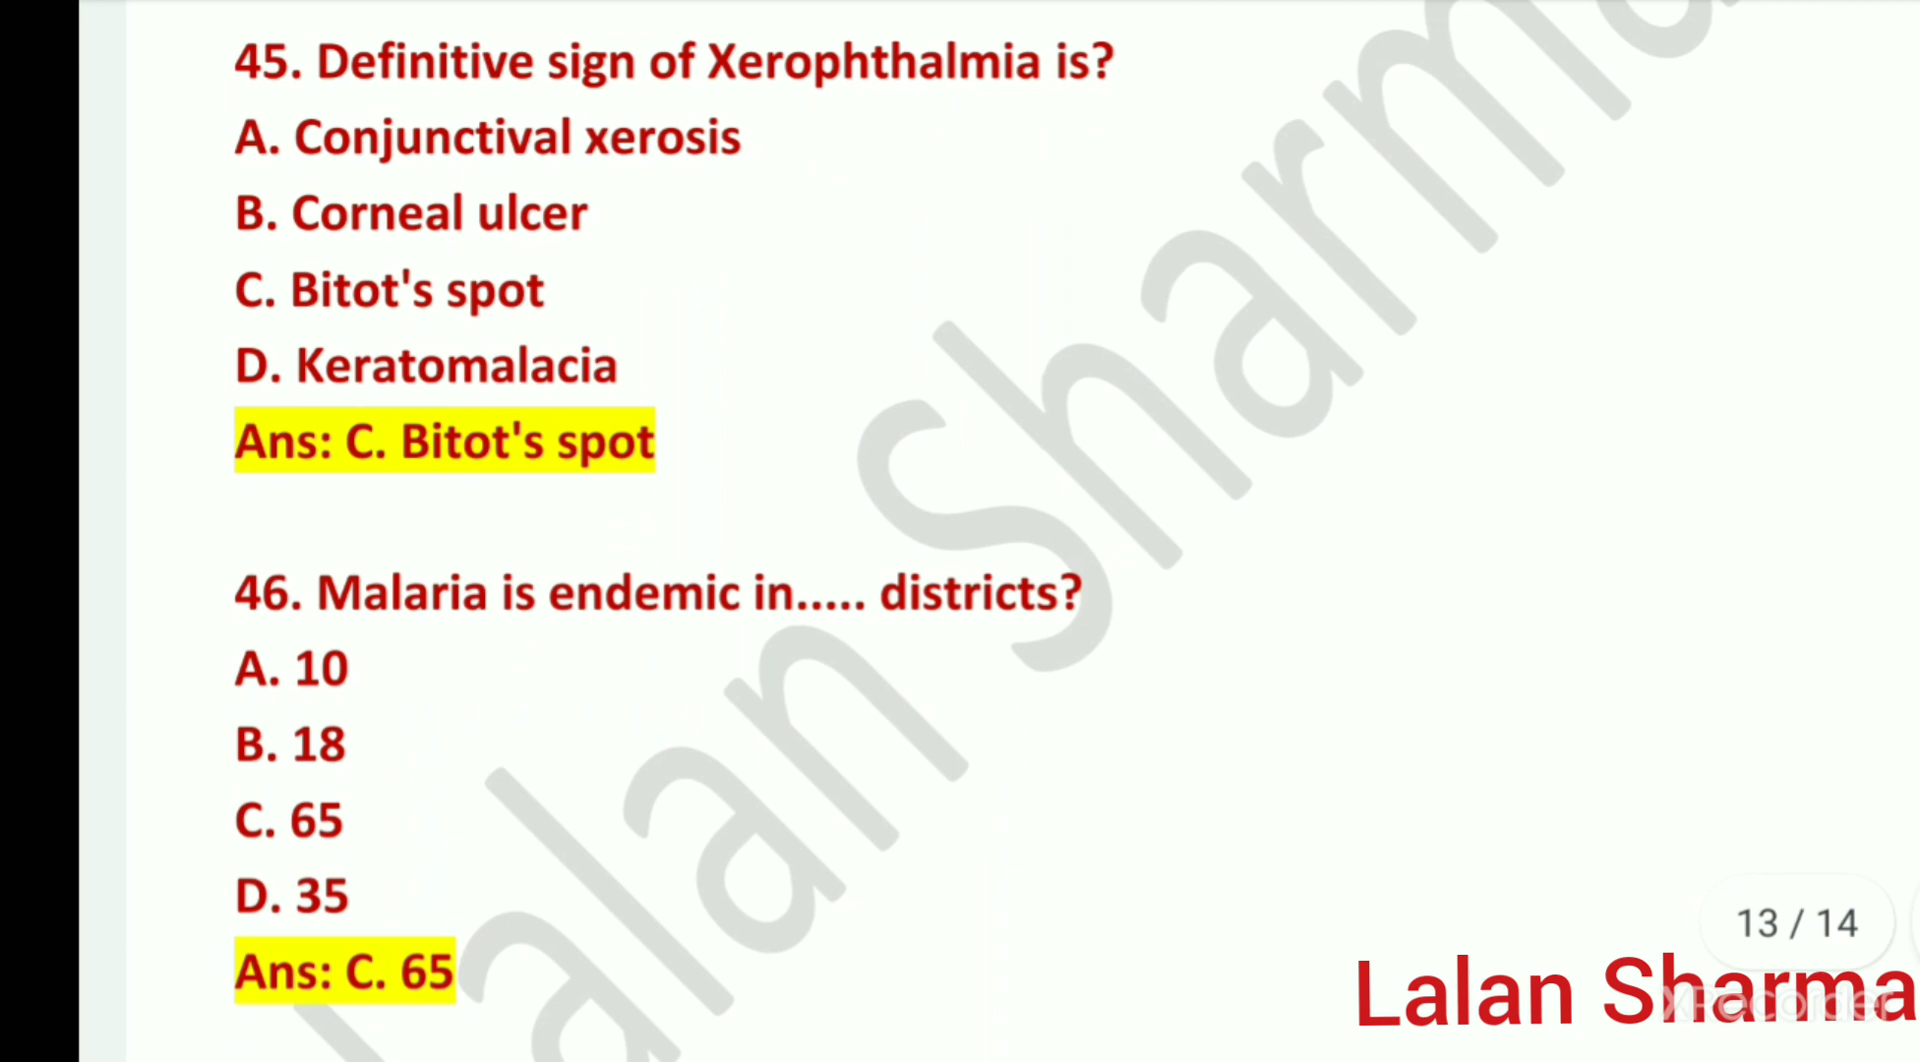 45. Definitive sign of Xerophthalmia is?
A. Conjunctival xerosis
B. Corneal ulcer
C. Bitot's spot
D. Keratomalacia
Ans: C. Bitot's spot
46. Malaria is endemic in..... districts?
A. 10
B. 18
C. 65
D. 35
Ans: C. 65
Lalan Sharma
13 / 14
Lalan Sharma
XRecorder